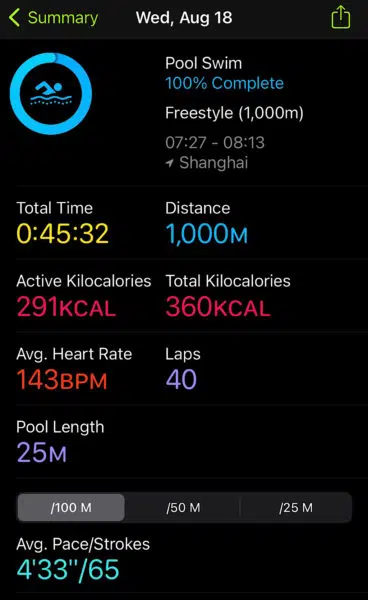 Summary
Wed, Aug 18
Pool Swim
100% Complete
Freestyle (1,000m)
07:27 - 08:13
Shanghai
Total Time
Distance
0:45:32
1,000M
Active Kilocalories
Total Kilocalories
291KCAL
360KCAL
Avg. Heart Rate
Laps
143BPM
40
Pool Length
25M
/100 M
/50 M
/25 M
Avg. Pace/Strokes
4'33"/65